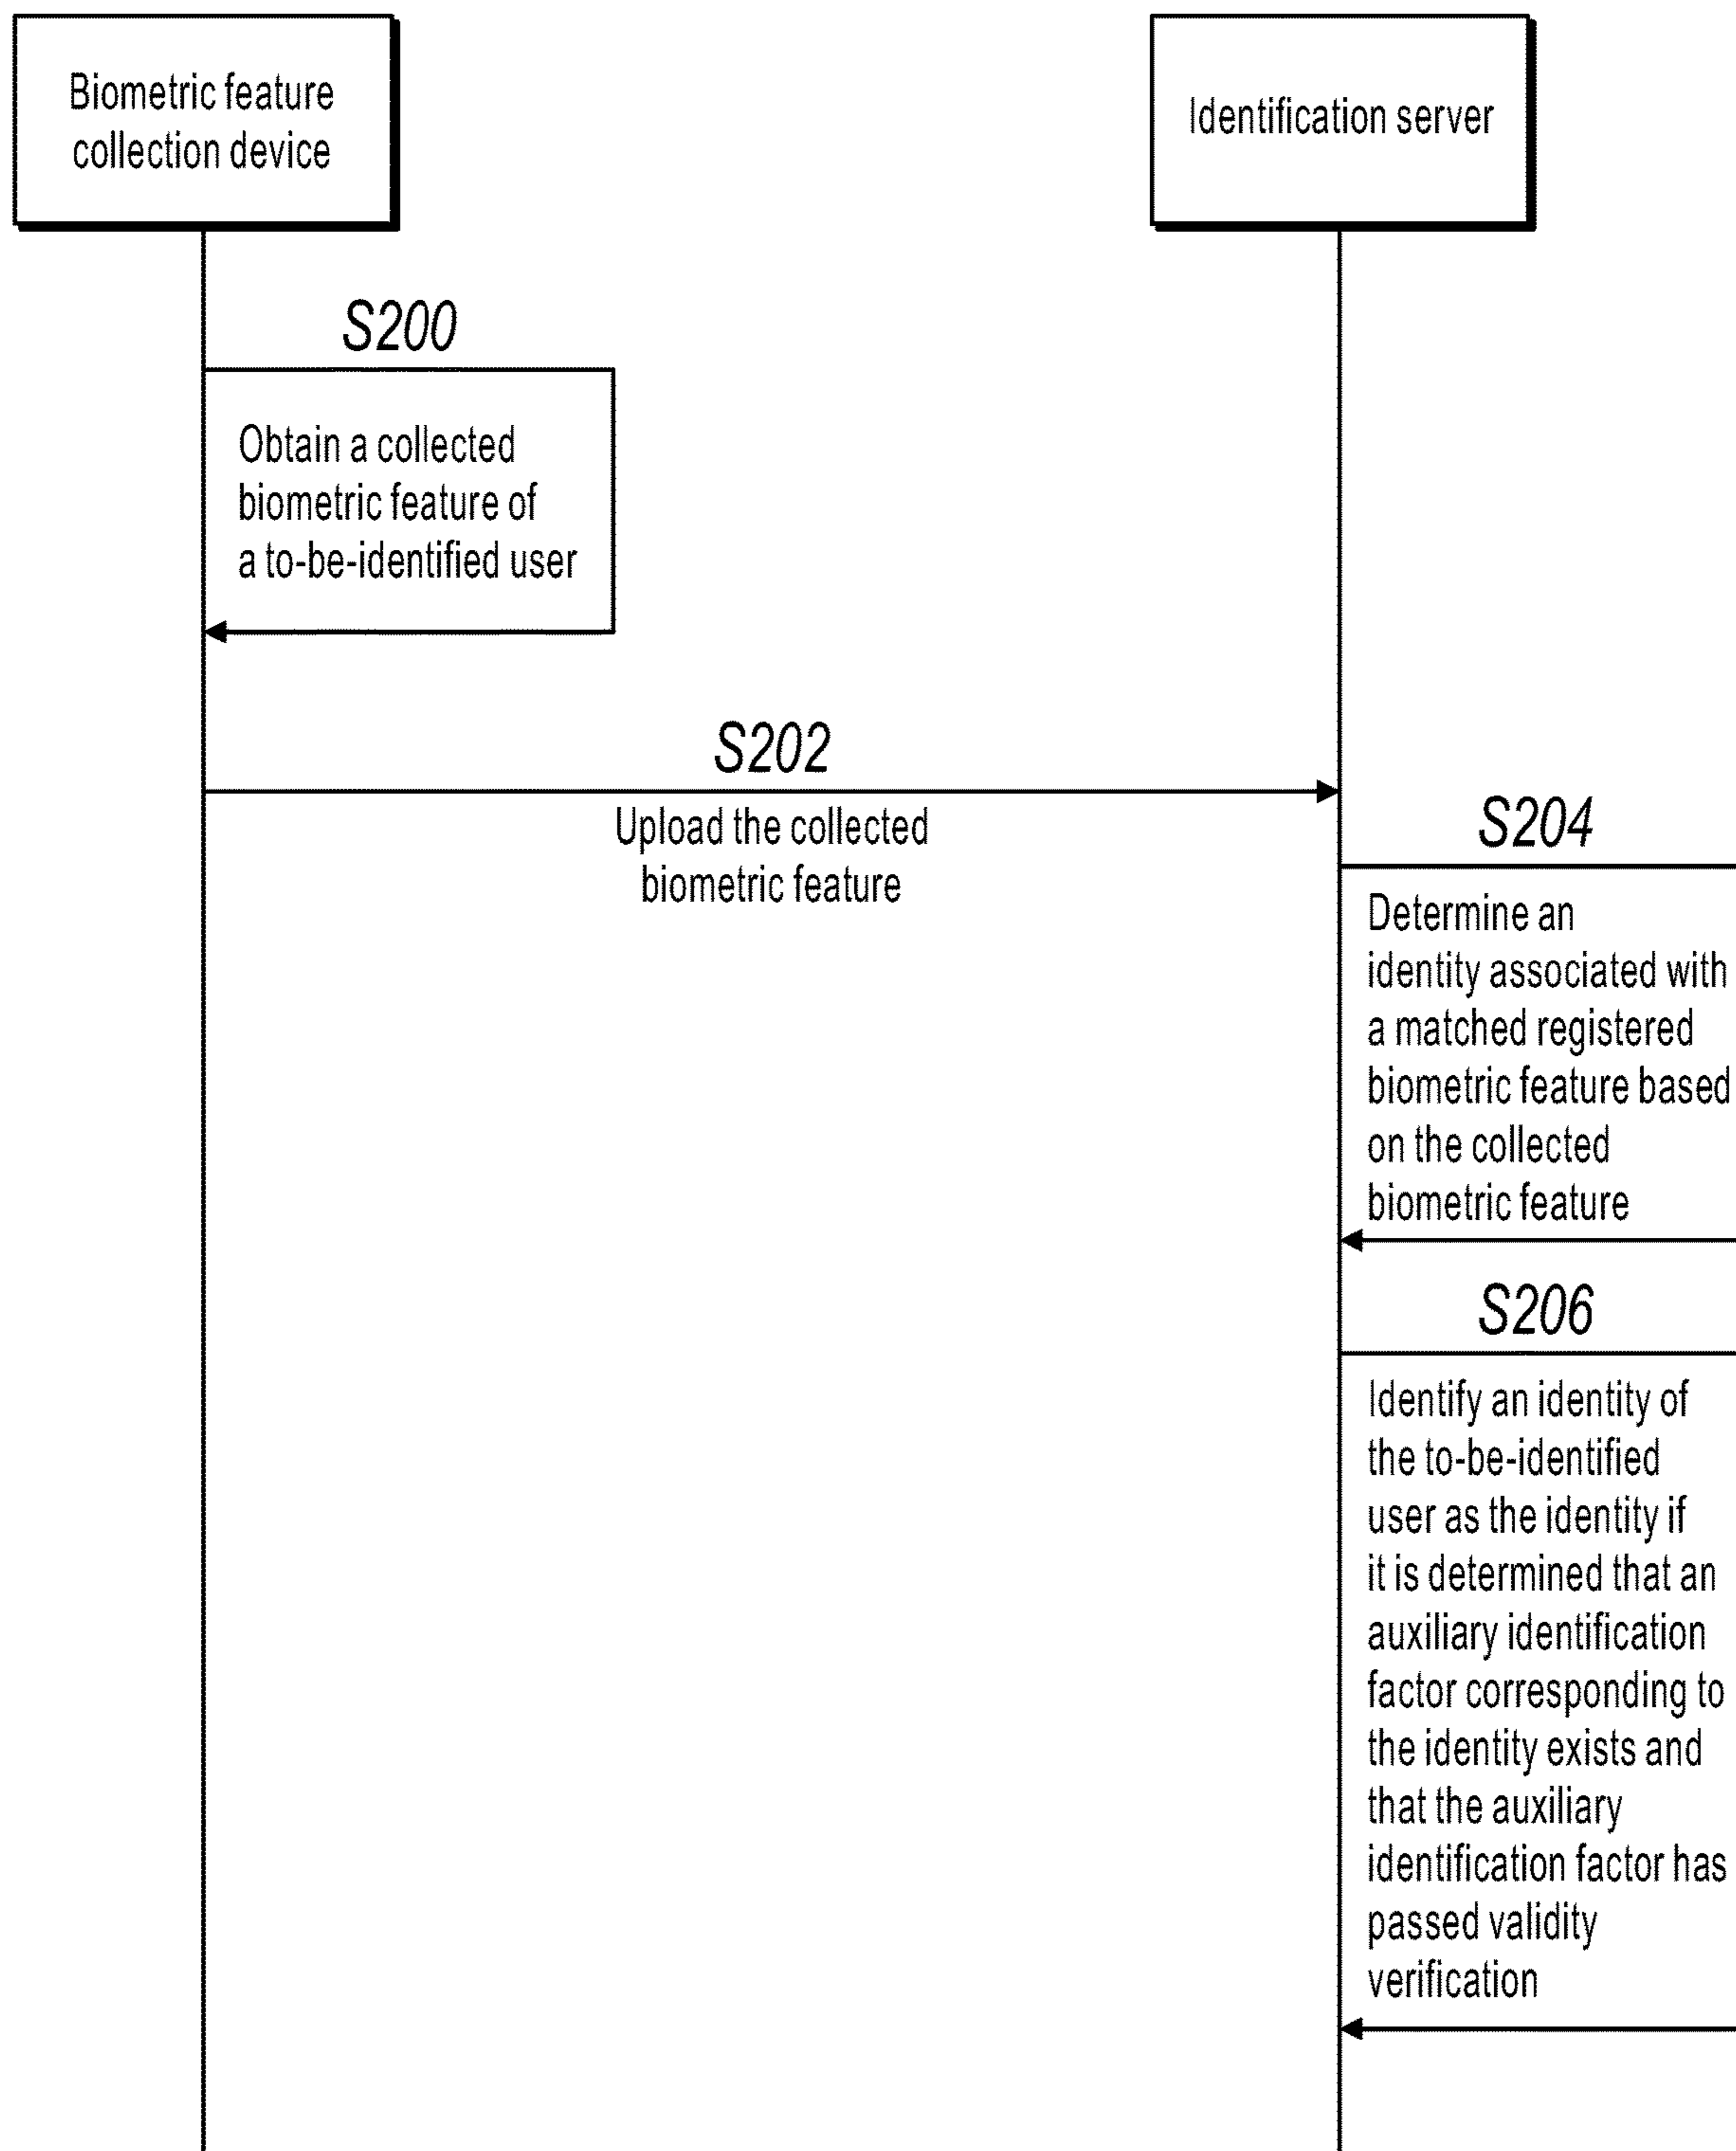 Biometric feature
collection device
Identification server
S200
Obtain a collected
biometric feature of
a to-be-identified user
S202
Upload the collected
biometric feature
S204
Determine an
identity associated with
a matched registered
biometric feature based
on the collected
biometric feature
S206
Identify an identity of
the to-be-identified
user as the identity if
it is determined that an
auxiliary identification
factor corresponding to
the identity exists and
that the auxiliary
identification factor has
passed validity
verification